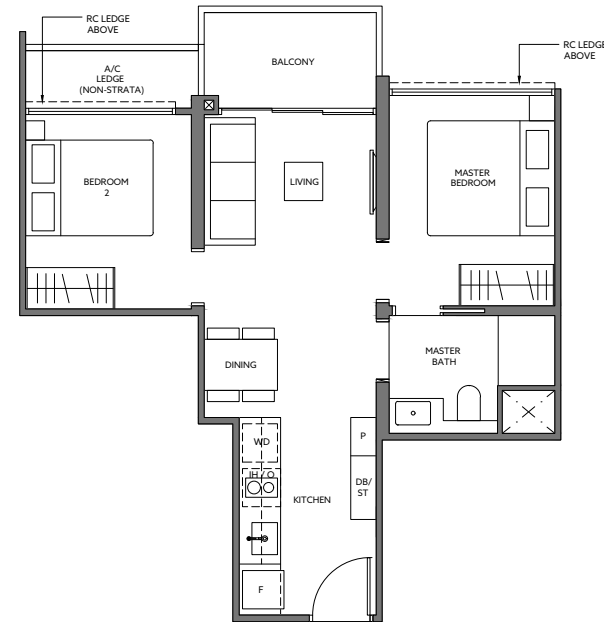 RC LEDGE
ABOVE
RC LEDGE
ABOVE
BALCONY
A/C
LEDGE
(NON-STRATA)
BEDROOM
2
LIVING
MASTER
BEDROOM
DINING
MASTER
BATH
WD
P
IH / O
DB/
ST
KITCHEN
F